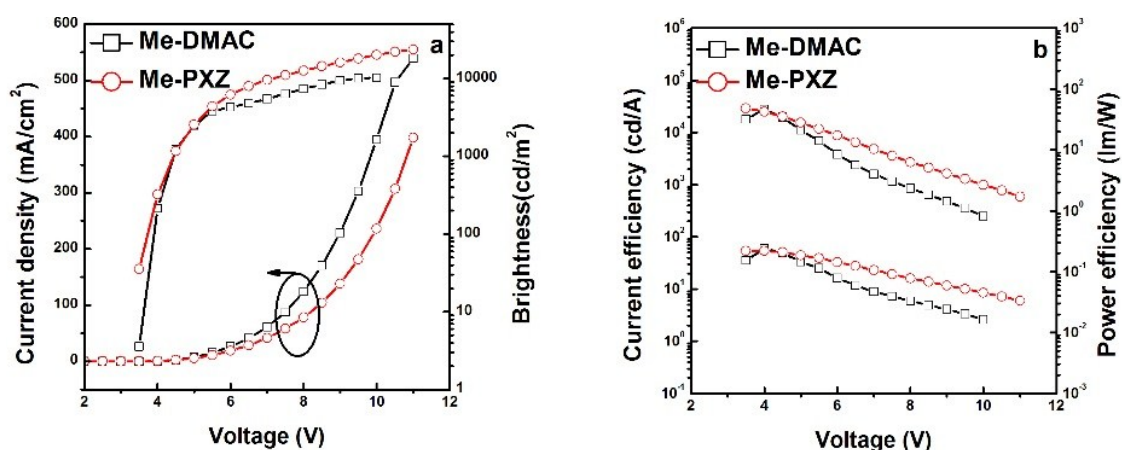 600
500
400
300
200
100
0
Current density (mA/cm²)
Me-DMAC
Me-PXZ
a
10000
1000
100
10
1
Brightness(cd/m²)
2 4 6 8 10 12
Voltage (V)
10⁶
10⁵
10⁴
10³
10²
10¹
10⁰
10⁻¹
Current efficiency (cd/A)
Me-DMAC
Me-PXZ
b
10³
10²
10¹
10⁰
10⁻¹
10⁻²
10⁻³
Power efficiency (lm/W)
2 4 6 8 10 12
Voltage (V)